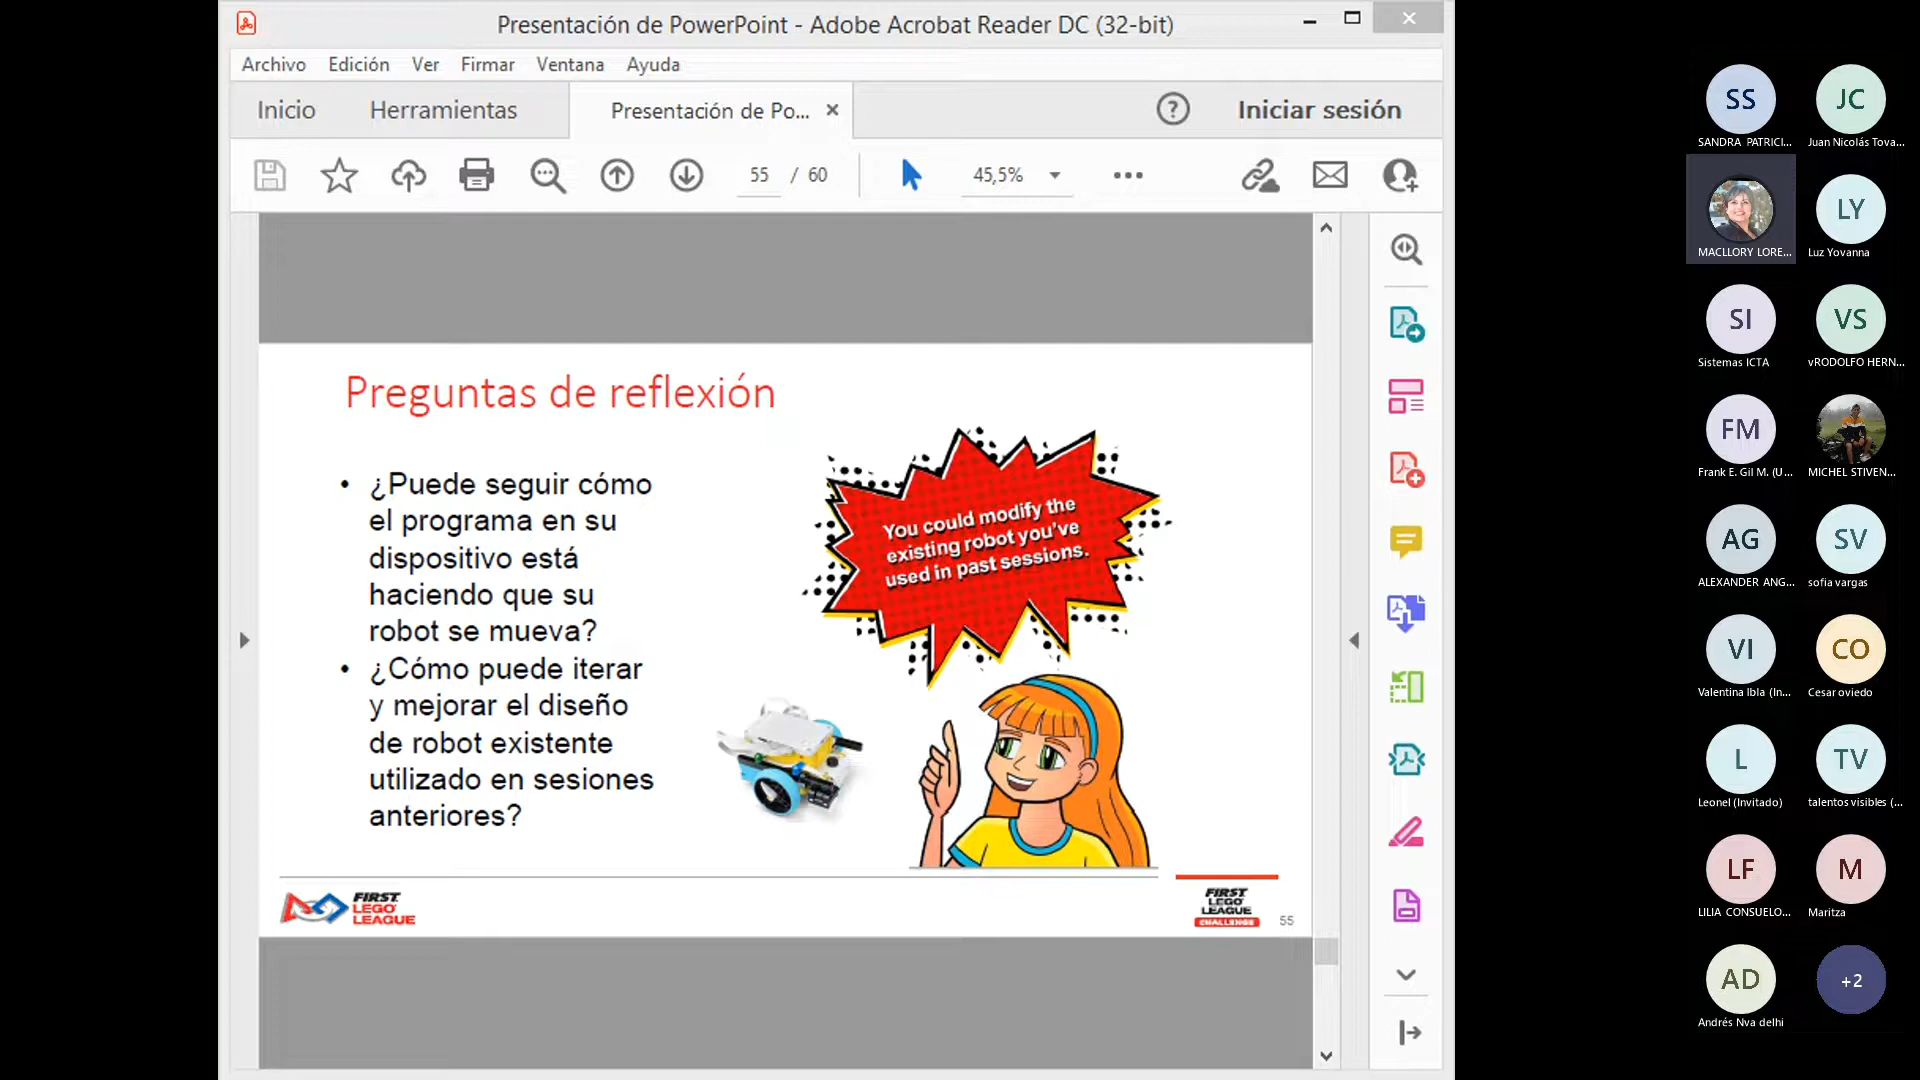 Presentación de PowerPoint - Adobe Acrobat Reader DC (32-bit)
Archivo Edición Ver Firmar Ventana Ayuda
Inicio Herramientas Presentación de Po... Iniciar sesión
55 / 60 45,5%
Preguntas de reflexión
• ¿Puede seguir cómo
el programa en su
dispositivo está
haciendo que su
robot se mueva?
• ¿Cómo puede iterar
y mejorar el diseño
de robot existente
utilizado en sesiones
anteriores?
You could modify the
existing robot you've
used in past sessions.
FIRST
LEGO
LEAGUE
FIRST
LEGO
LEAGUE
CHALLENGE
55
SS
SANDRA PATRICI...
JC
Juan Nicolás Tova...
MACLLORY LORE...
LY
Luz Yovanna
SI
Sistemas ICTA
VS
vRODOLFO HERN...
FM
Frank E. Gil M. (U...
MICHEL STIVEN...
AG
ALEXANDER ANG...
SV
sofia vargas
VI
Valentina Ibla (In...
CO
Cesar oviedo
L
Leonel (Invitado)
TV
talentos visibles (...
LF
LILIA CONSUELO...
M
Maritza
AD
Andrés Nva delhi
+2